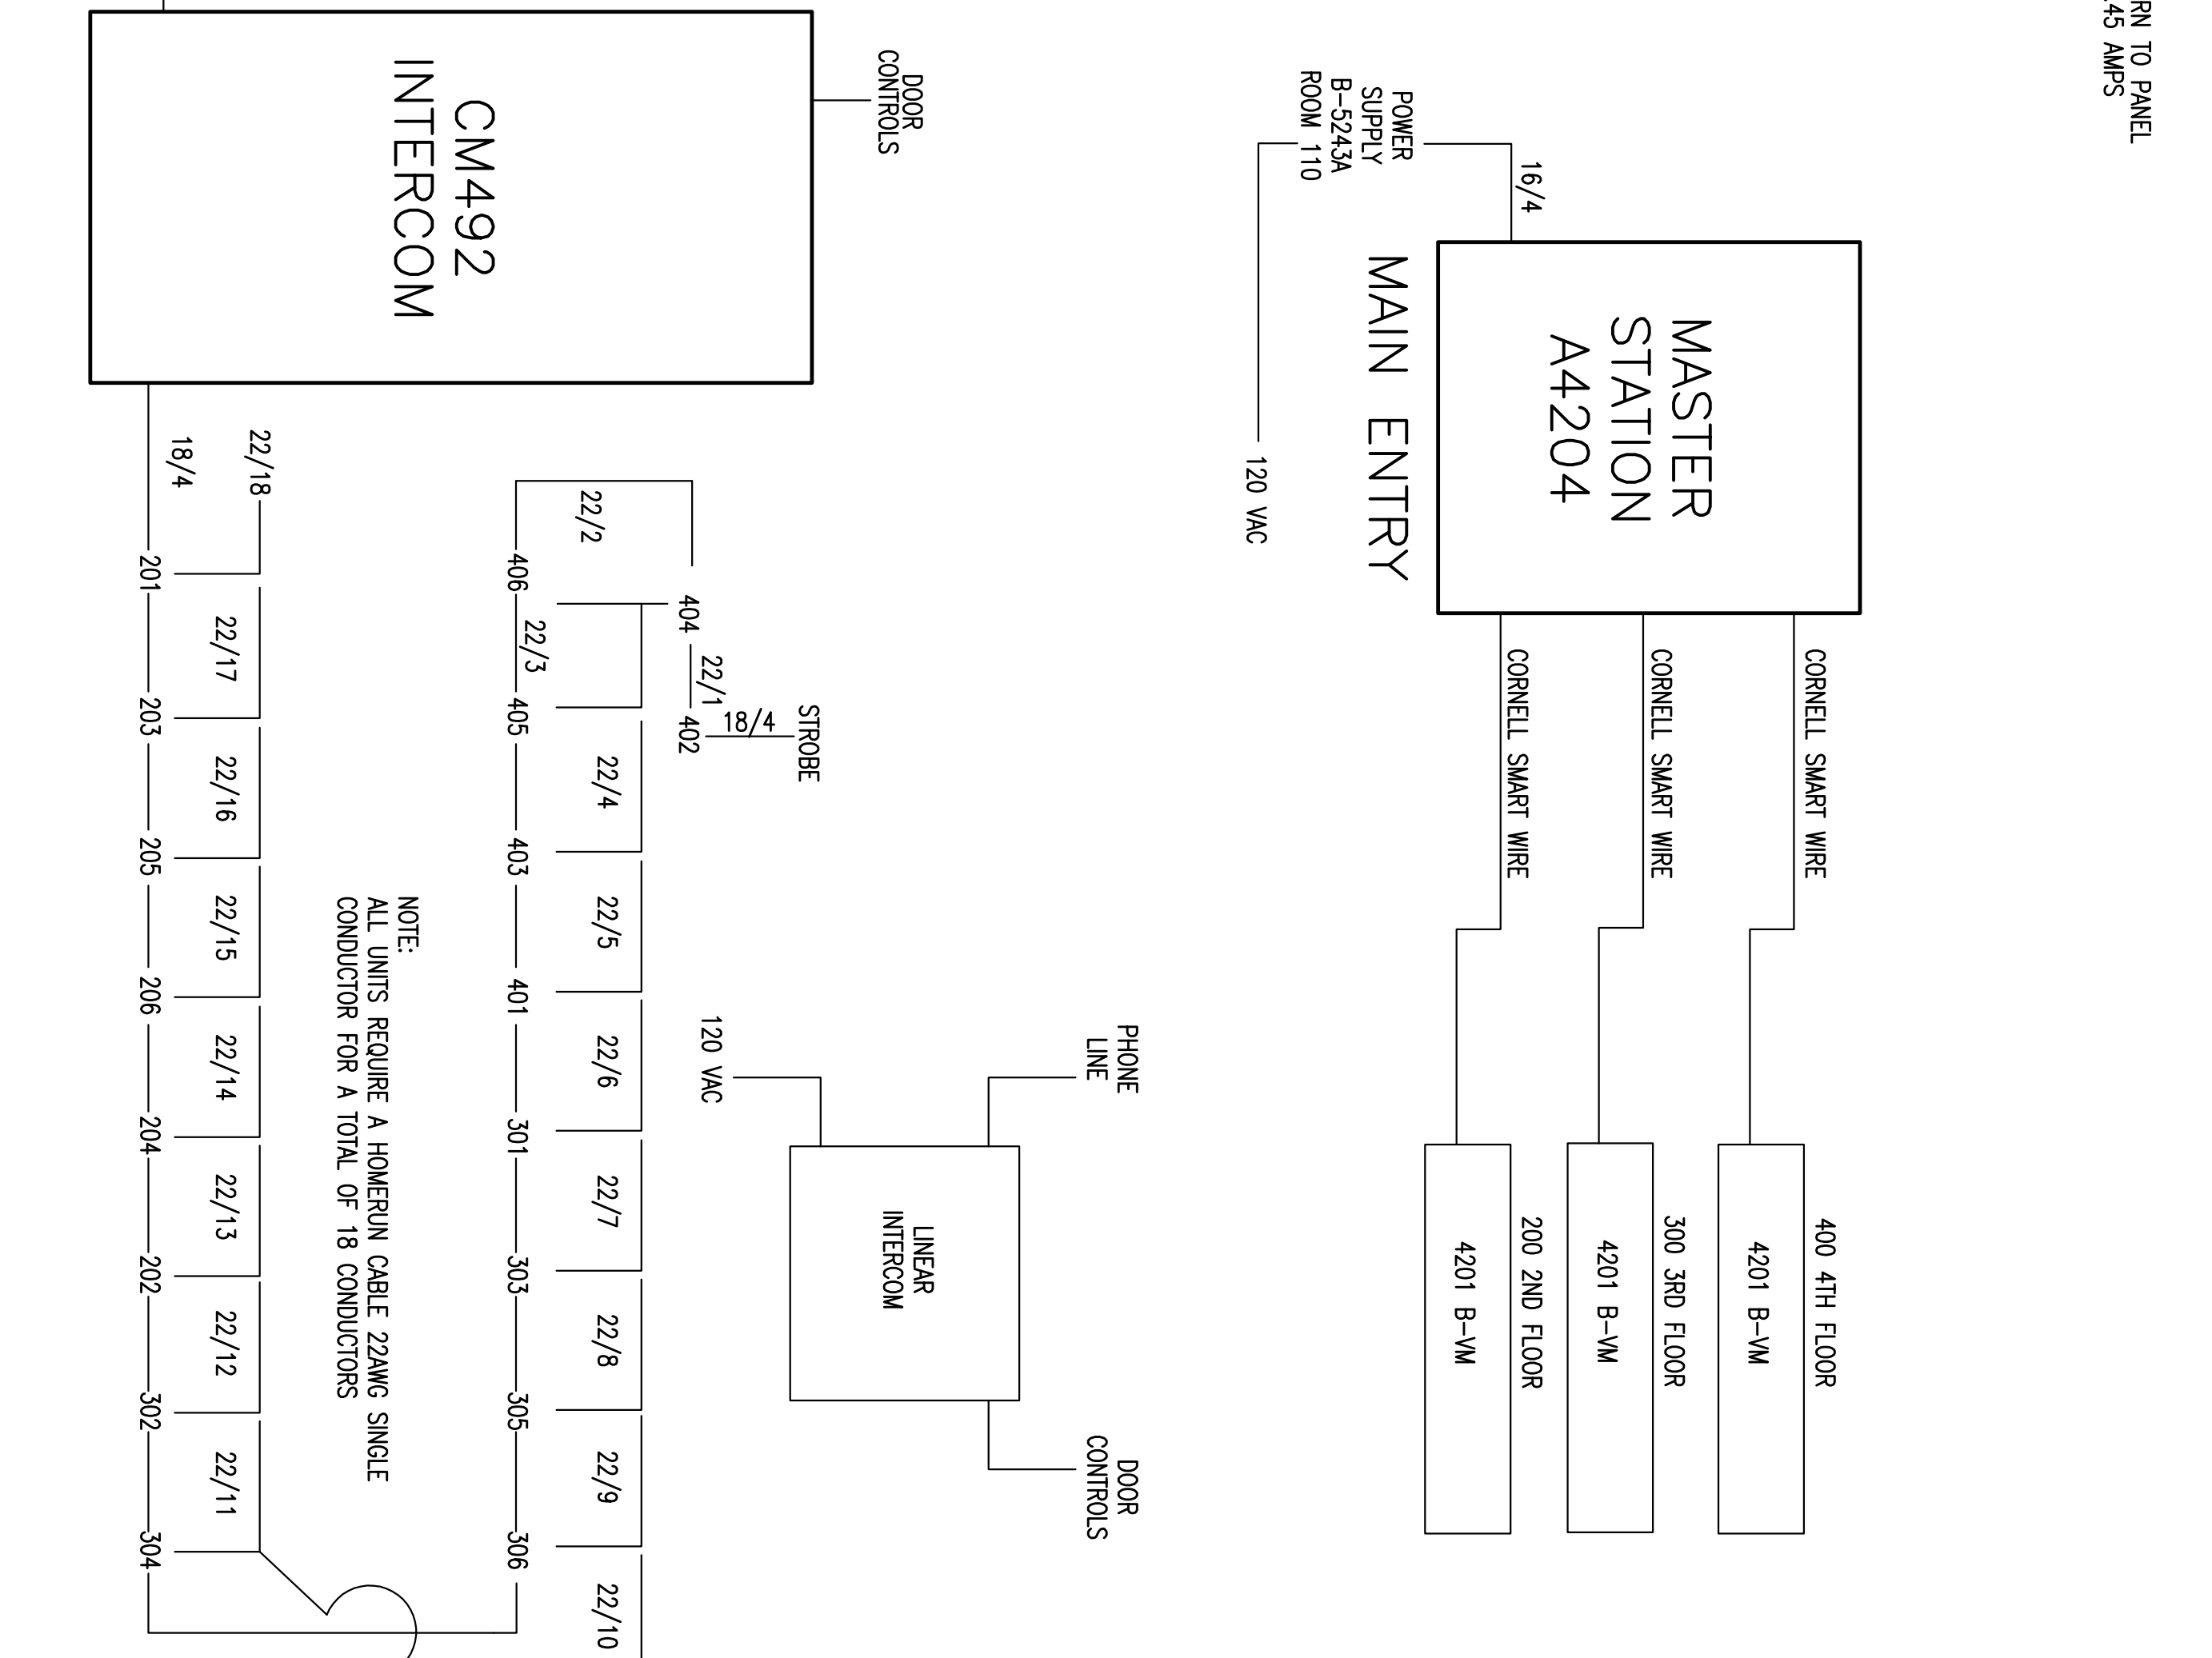 RN TO PANEL
.45 AMPS
POWER
SUPPLY
B-5243A
ROOM 110
16/4
MASTER
STATION
A4204
MAIN ENTRY
120 VAC
CORNELL SMART WIRE
CORNELL SMART WIRE
CORNELL SMART WIRE
400 4TH FLOOR
4201 B-VM
300 3RD FLOOR
4201 B-VM
200 2ND FLOOR
4201 B-VM
PHONE
LINE
120 VAC
LINEAR
INTERCOM
DOOR
CONTROLS
DOOR
CONTROLS
CM492
INTERCOM
STROBE
18/4
404
22/1
402
22/2
22/3
22/4
22/5
22/6
22/7
22/8
22/9
22/10
406
405
403
401
301
303
305
306
NOTE:
ALL UNITS REQUIRE A HOMERUN CABLE 22AWG SINGLE
CONDUCTOR FOR A TOTAL OF 18 CONDUCTORS
22/18
18/4
22/17
22/16
22/15
22/14
22/13
22/12
22/11
201
203
205
206
204
202
302
304